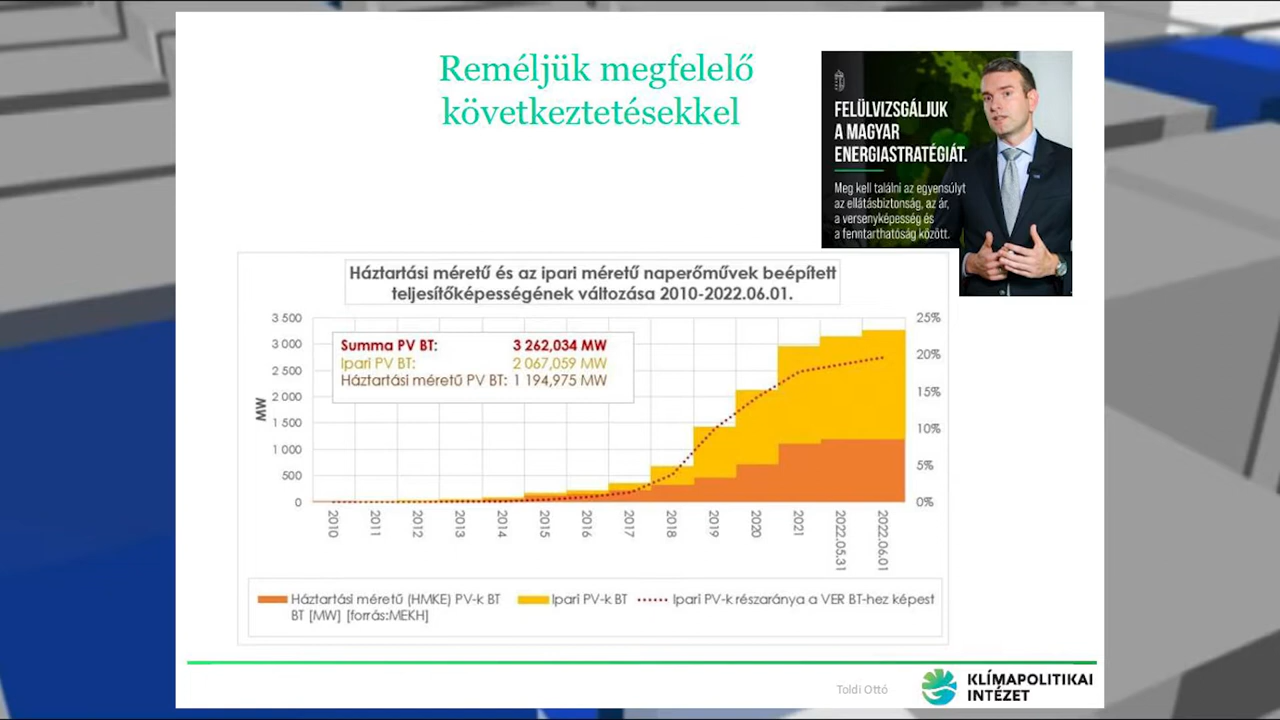 Reméljük megfelelő
következtetésekkel
FELÜLVIZSGÁLJUK
A MAGYAR
ENERGIASTRATÉGIÁT.
Meg kell találni az egyensúlyt
az ellátásbiztonság, az ár,
a versenyképesség és
a fenntarthatóság között.
Háztartási méretű és az ipari méretű naperőművek beépített
teljesítőképességének változása 2010-2022.06.01.
Summa PV BT: 3 262,034 MW
Ipari PV BT: 2 067,059 MW
Háztartási méretű PV BT: 1 194,975 MW
MW
3 500
3 000
2 500
2 000
1 500
1 000
500
0
25%
20%
15%
10%
5%
0%
2010
2011
2012
2013
2014
2015
2016
2017
2018
2019
2020
2021
2022.05.31
2022.06.01
Háztartási méretű (HMKE) PV-k BT
BT [MW] [forrás:MEKH]
Ipari PV-k BT
Ipari PV-k részaránya a VER BT-hez képest
Toldi Ottó
KLÍMAPOLITIKAI
INTÉZET